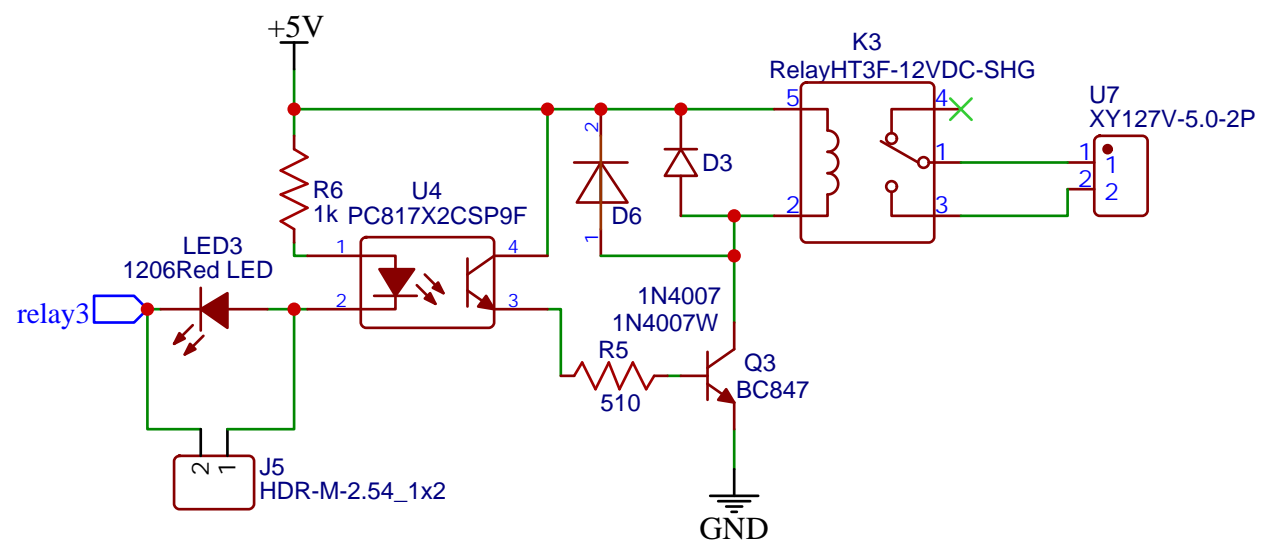 +5V
K3
RelayHT3F-12VDC-SHG
5
4
U7
XY127V-5.0-2P
2
D3
1
1
1
R6
1k
U4
PC817X2CSP9F
D6
2
2
2
3
LED3
1206Red LED
1
4
1
relay3
2
3
1N4007
1N4007W
R5
510
Q3
BC847
2
1
J5
HDR-M-2.54_1x2
GND